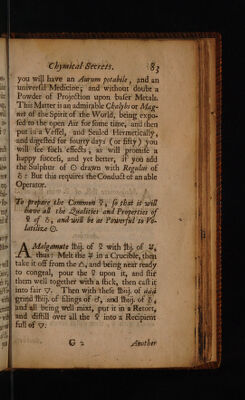 Chymical Secrets. 83
you will have an Aurum potabile, and an
universal Medicine; and without doubt a
Powder of Projection upon baser Metals.
This Matter is an admirable Chalybs or Mag-
net of the Spirit of the World, being expo-
sed to the open Air for some time, and then
put in a Vessel, and Sealed Hermetically,
and digested for fourty days (or fifty) you
will see such effects, as will promise a
happy success, and yet better, if you add
the Sulphur of ☉ drawn with Regulus of
♄: But this requires the Conduct of an able
Operator.
To prepare the Common ☿, so that it will
have all the Qualities and Properties of
☿ of ♄, and will be as Powerful to Vo-
latilize ☉.
AMalgamate ℥iij. of ☿ with ℥ij. of ♃,
thus: Melt the ♃ in a Crucible, then
take it off from the 🜂, and being near ready
to congeal, pour the ☿ upon it, and stir
them well together with a stick, then cast it
into fair 🜄. Then with these
grind ℥iij. of filings of ♂, and ℥iij. of ♄,
and all being well mixt, put it in a Retort,
and distill over all the ☿ into a Recipient
full of 🜄.
G 2 Another